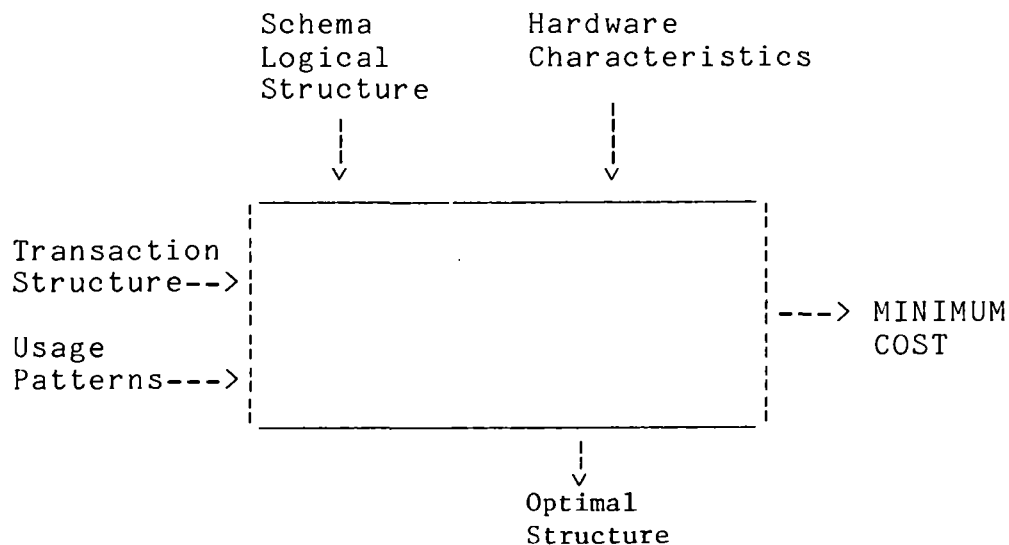 Schema
Logical
Structure
Hardware
Characteristics
Transaction
Structure-->
Usage
Patterns--->
---> MINIMUM
COST
Optimal
Structure